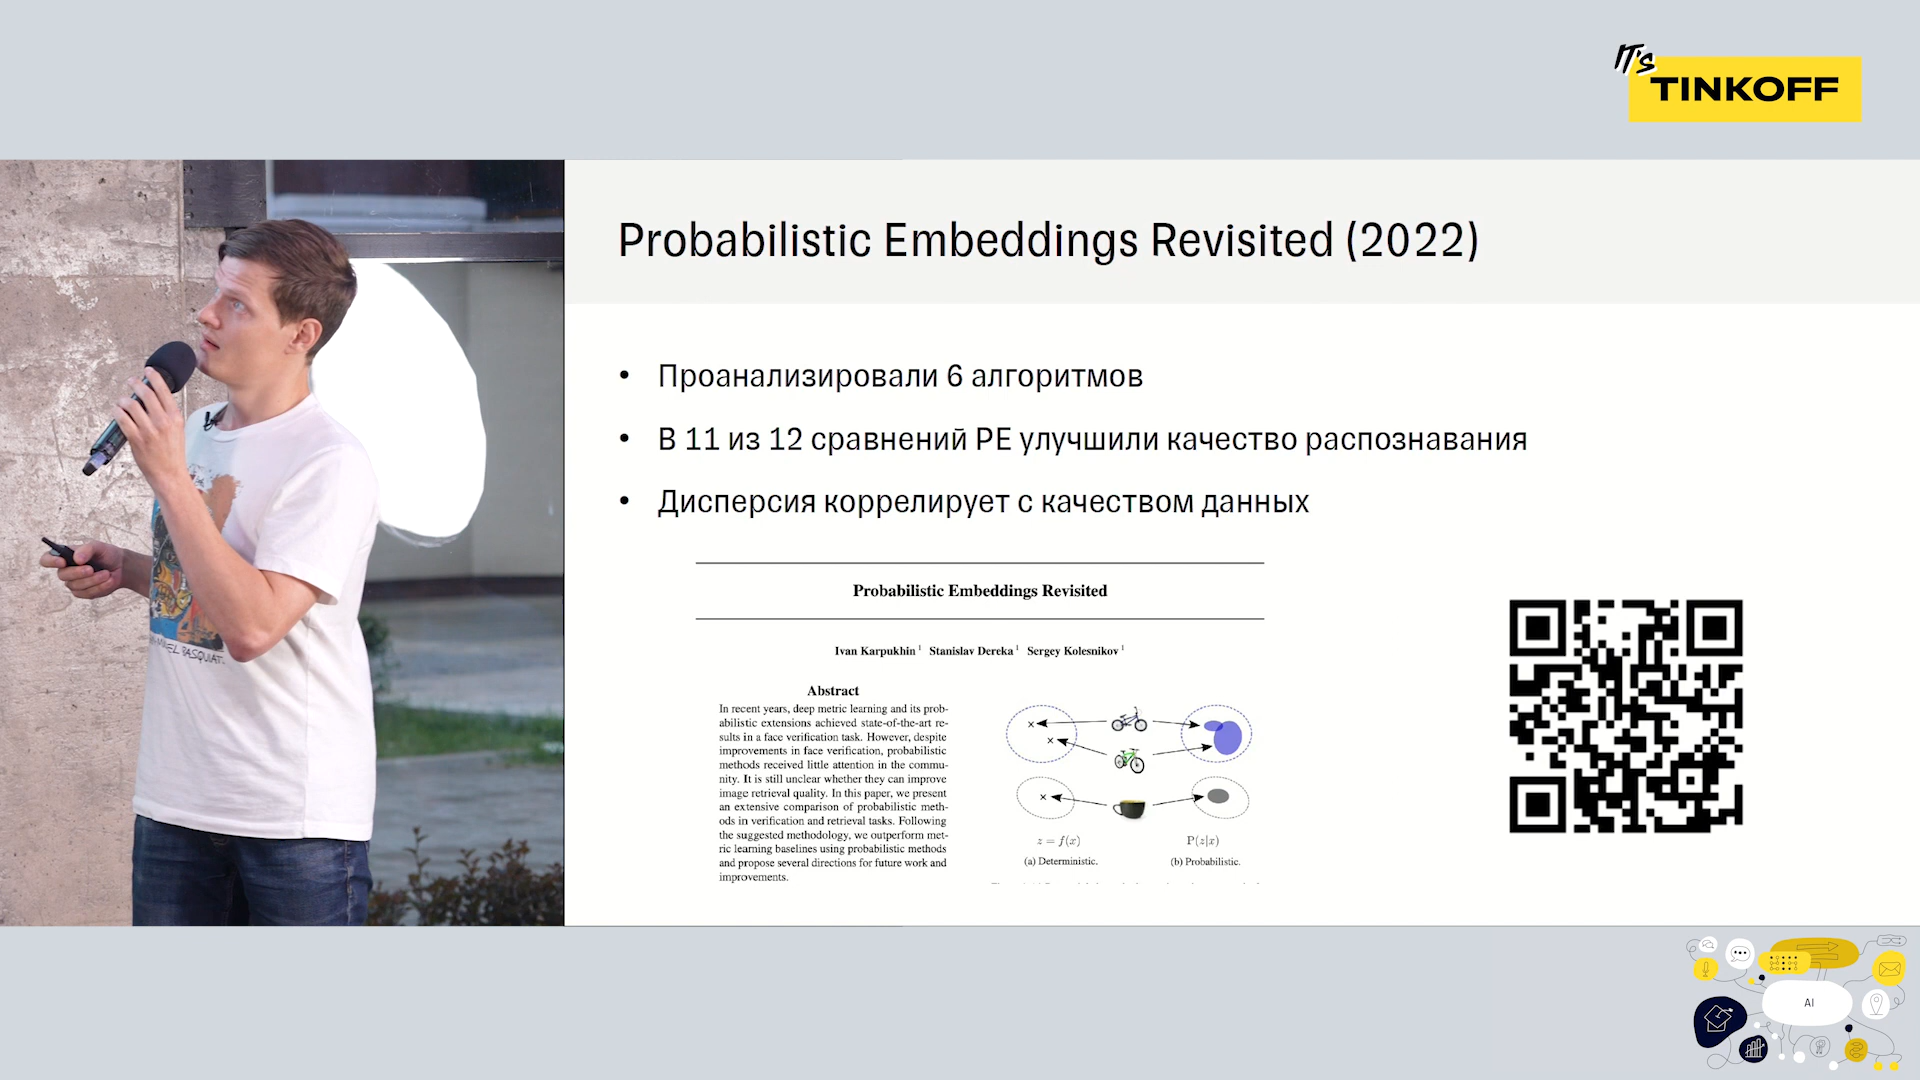 IT'S
TINKOFF
Probabilistic Embeddings Revisited (2022)
• Проанализировали 6 алгоритмов
• В 11 из 12 сравнений PE улучшили качество распознавания
• Дисперсия коррелирует с качеством данных
Probabilistic Embeddings Revisited
Ivan Karpukhin 1 Stanislav Dereka 1 Sergey Kolesnikov 1
Abstract
In recent years, deep metric learning and its prob-
abilistic extensions achieved state-of-the-art re-
sults in a face verification task. However, despite
improvements in face verification, probabilistic
methods received little attention in the commu-
nity. It is still unclear whether they can improve
image retrieval quality. In this paper, we present
an extensive comparison of probabilistic meth-
ods in verification and retrieval tasks. Following
the suggested methodology, we outperform met-
ric learning baselines using probabilistic methods
and propose several directions for future work and
improvements.
z = f(x) P(z|x)
(a) Deterministic. (b) Probabilistic.
BASQUIAT-
AI